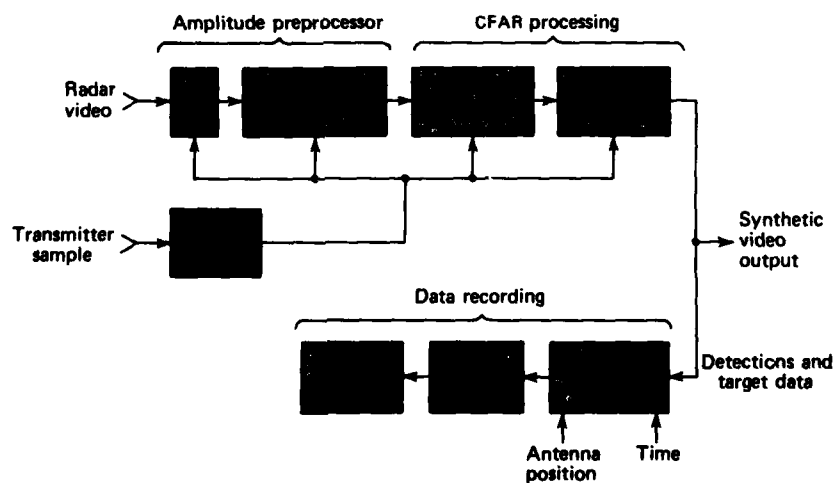 Amplitude preprocessor
CFAR processing
Radar
video
Transmitter
sample
Synthetic
video
output
Data recording
Detections and
target data
Antenna
position
Time